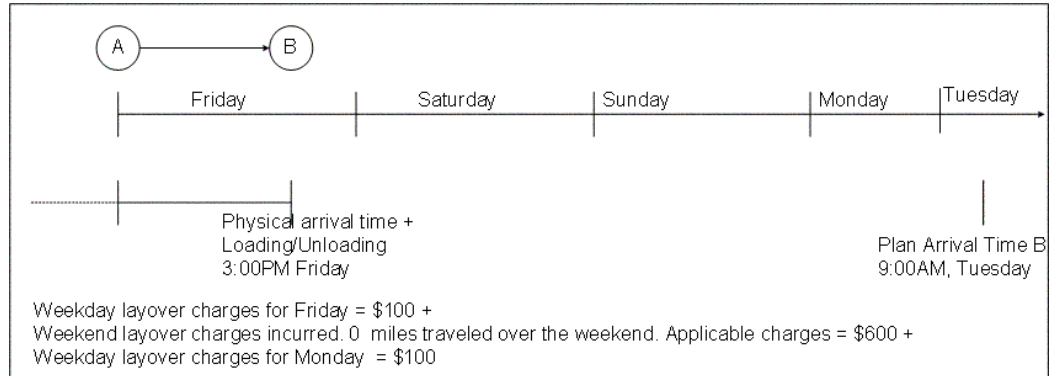 A
B
Friday
Saturday
Sunday
Monday
Tuesday
Physical arrival time +
Loading/Unloading
3:00PM Friday
Plan Arrival Time B
9:00AM, Tuesday
Weekday layover charges for Friday = $100 +
Weekend layover charges incurred. 0 miles traveled over the weekend. Applicable charges = $600 +
Weekday layover charges for Monday = $100